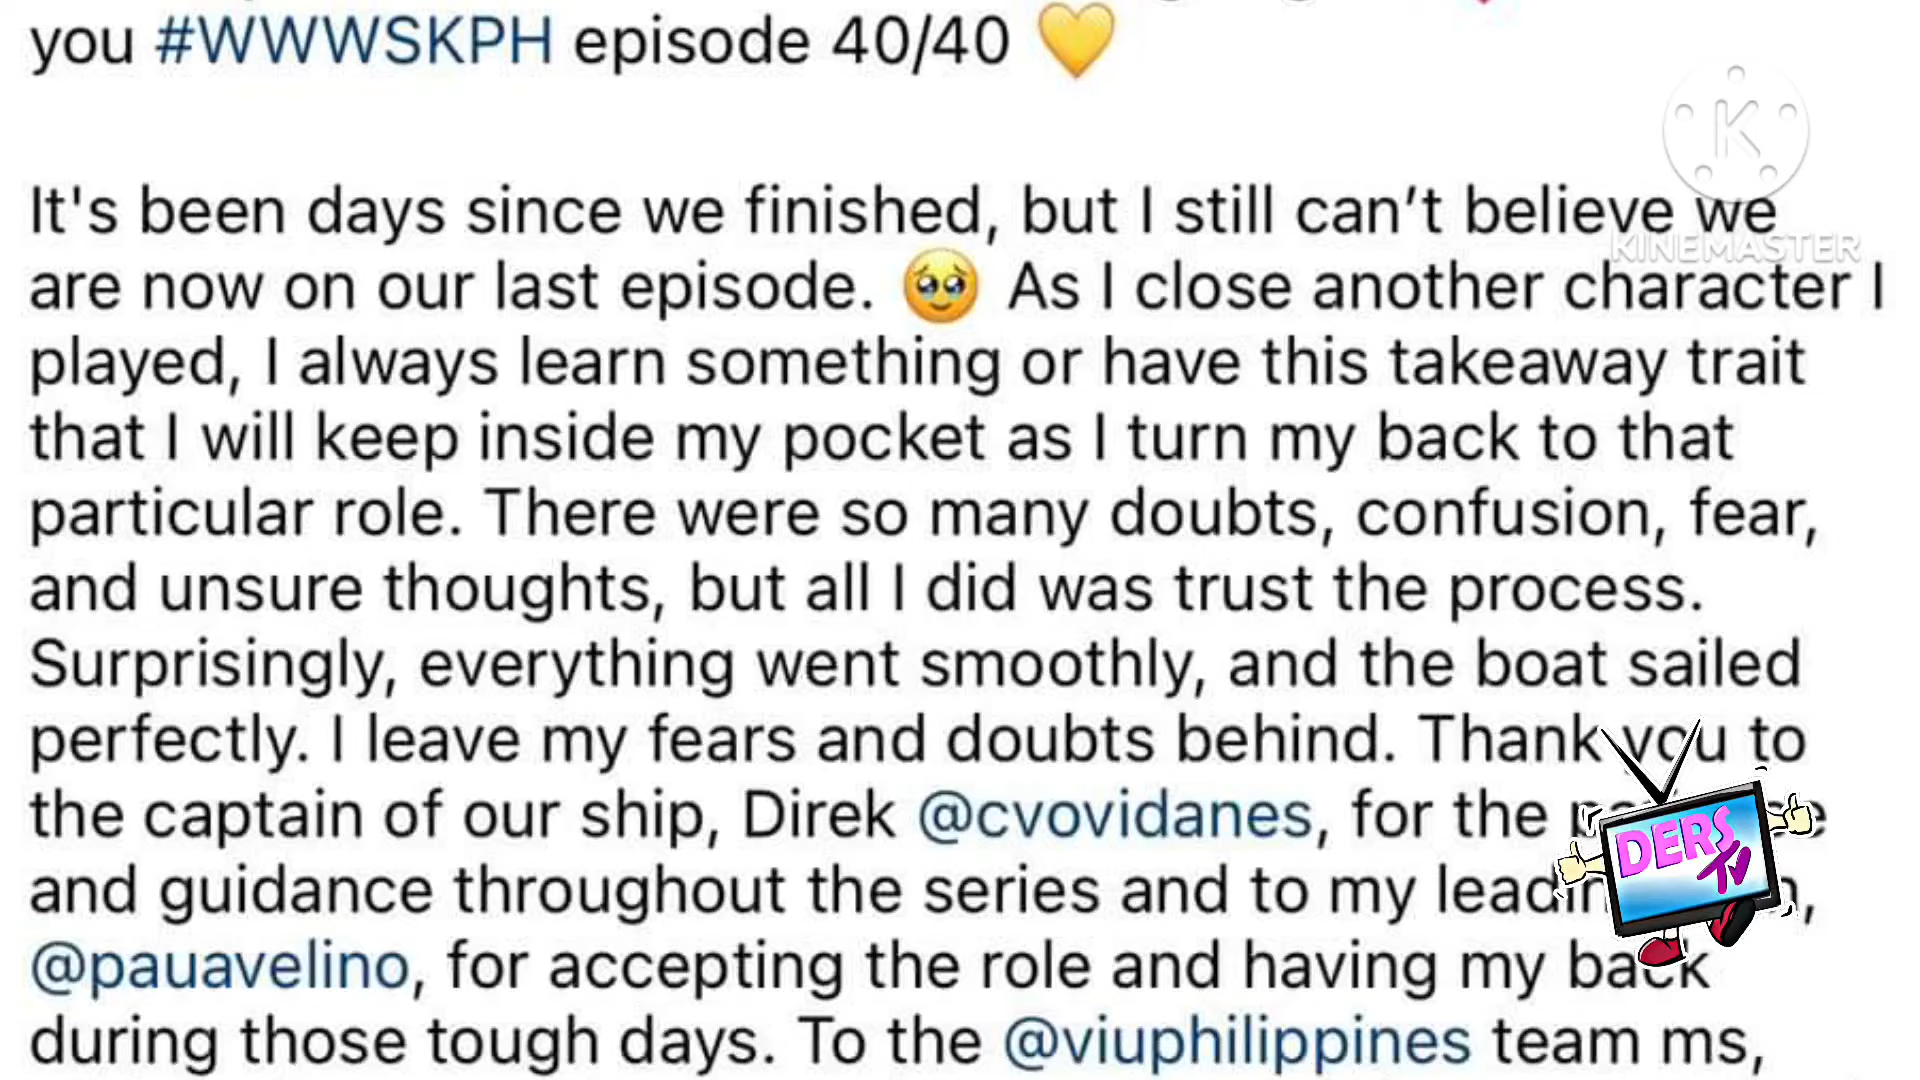 you #WWWSKPH episode 40/40 💛
It's been days since we finished, but I still can't believe we
are now on our last episode. 🥹 As I close another character I
played, I always learn something or have this takeaway trait
that I will keep inside my pocket as I turn my back to that
particular role. There were so many doubts, confusion, fear,
and unsure thoughts, but all I did was trust the process.
Surprisingly, everything went smoothly, and the boat sailed
perfectly. I leave my fears and doubts behind. Thank you to
the captain of our ship, Direk @cvovidanes, for the
and guidance throughout the series and to my
@pauavelino, for accepting the role and having my back
during those tough days. To the @viuphilippines team ms,
K
KINEMASTER
DERS
TV